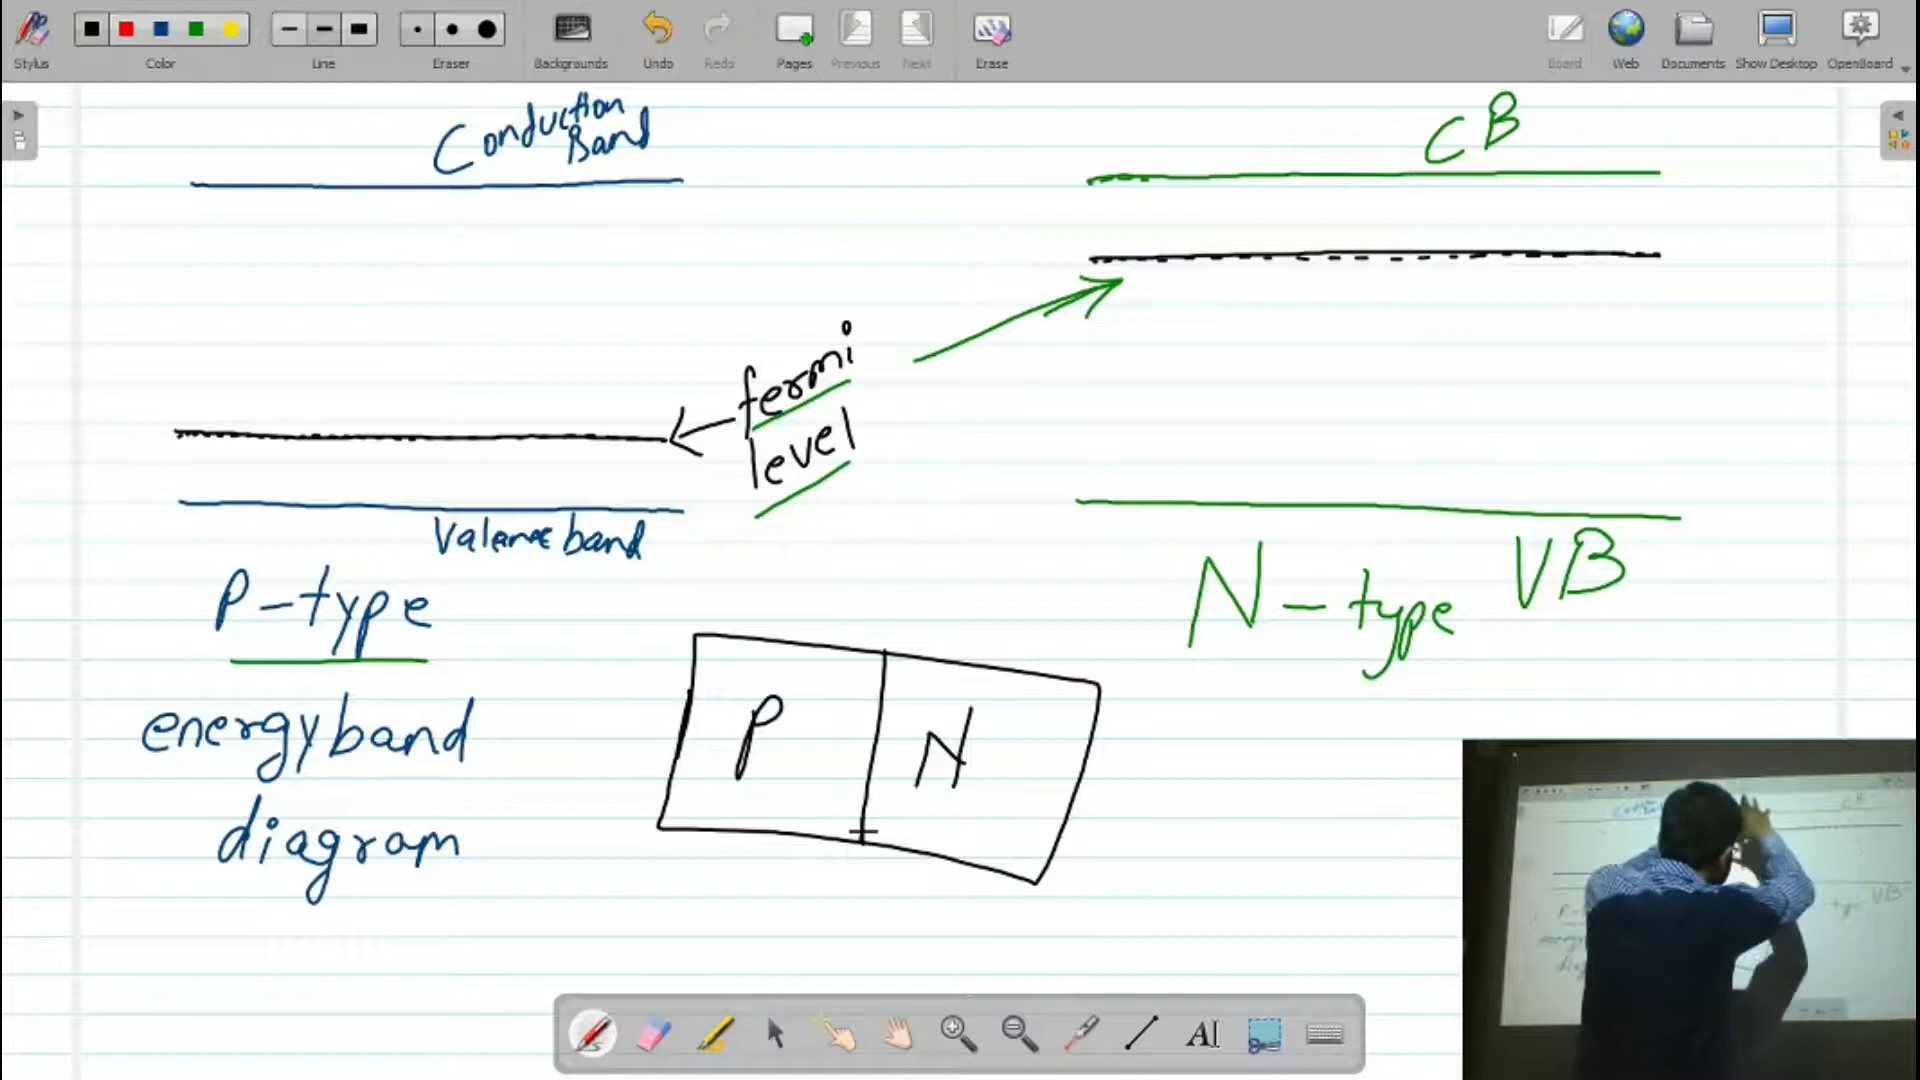 Stylus
Color
Line
Eraser
Backgrounds
Undo
Redo
Pages
Previous
Next
Erase
Board
Web
Documents
Show Desktop
OpenBoard
Conduction
Band
CB
fermi
level
Valance band
VB
P-type
N-type
energy band
diagram
P
N
AI